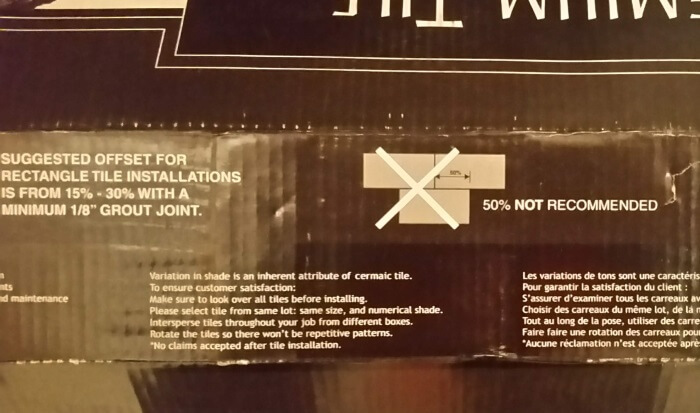 PREMIUM TILE
SUGGESTED OFFSET FOR
RECTANGLE TILE INSTALLATIONS
IS FROM 15% - 30% WITH A
MINIMUM 1/8" GROUT JOINT.
50%
50% NOT RECOMMENDED
nd maintenance
Variation in shade is an inherent attribute of cermaic tile.
To ensure customer satisfaction:
Make sure to look over all tiles before installing.
Please select tile from same lot: same size, and numerical shade.
Intersperse tiles throughout your job from different boxes.
Rotate the tiles so there won't be repetitive patterns.
*No claims accepted after tile installation.
Les variations de tons sont une caractéris
Pour garantir la satisfaction du client :
S'assurer d'examiner tous les carreaux av
Choisir des carreaux du même lot, de la
Tout au long de la pose, utiliser des carre
Faire faire une rotation des carreaux pou
*Aucune réclamation n'est acceptée aprè